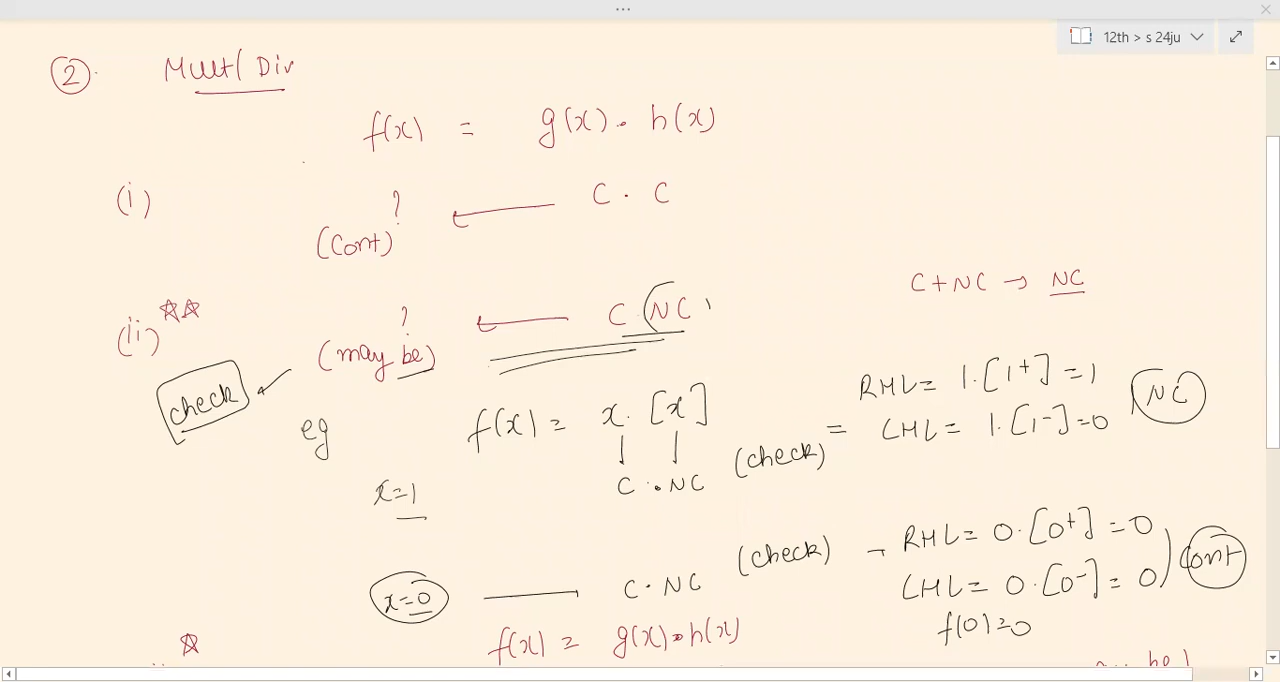 12th > s 24ju
② Mult/ Div
f(x) = g(x) . h(x)
(i) ? (Cont) ← C . C
C + NC → NC
(ii) ☆☆ ? (may be) ← C . NC
check
eg f(x) = x . [x]
C . NC (check)
= RHL = 1.[1+] = 1
LHL = 1.[1-] = 0
NC
x=1
x=0 — C . NC (check)
→ RHL = 0.[0+] = 0
LHL = 0.[0-] = 0
f(0) = 0
Cont
☆ f(x) = g(x) . h(x)